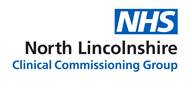 NHS
North Lincolnshire
Clinical Commissioning Group